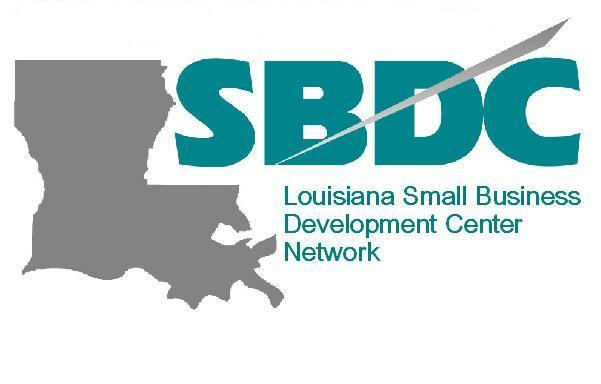 SBDC
Louisiana Small Business
Development Center
Network